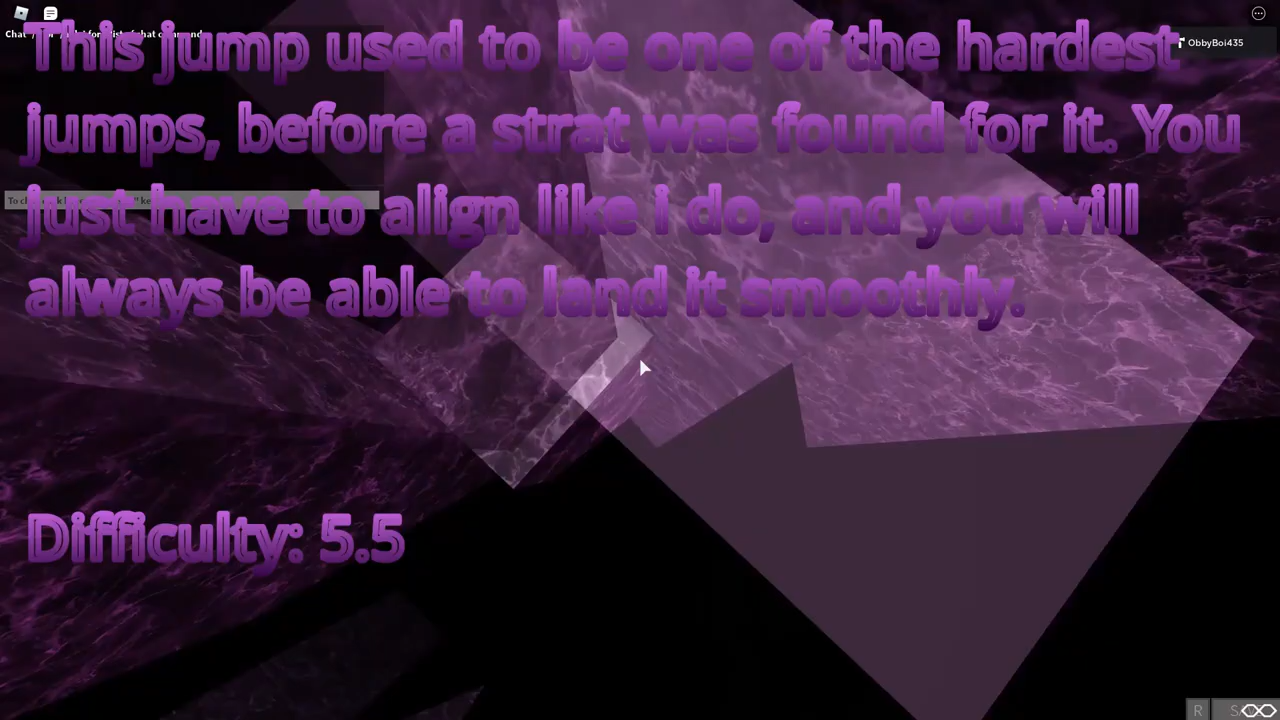 This jump used to be one of the hardest
jumps, before a strat was found for it. You
just have to align like i do, and you will
always be able to land it smoothly.
Difficulty: 5.5
ObbyBoi435
R